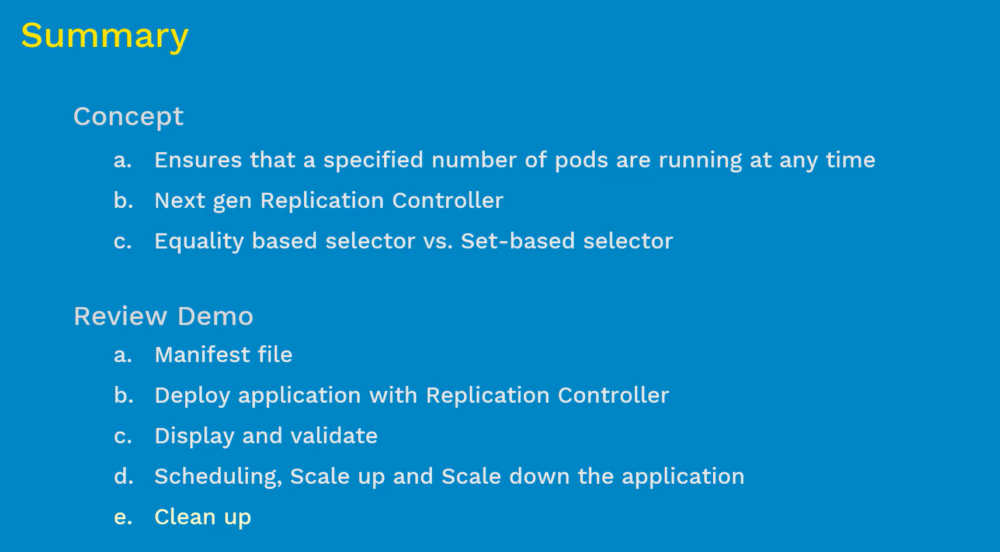 Summary
Concept
a. Ensures that a specified number of pods are running at any time
b. Next gen Replication Controller
c. Equality based selector vs. Set-based selector
Review Demo
a. Manifest file
b. Deploy application with Replication Controller
c. Display and validate
d. Scheduling, Scale up and Scale down the application
e. Clean up